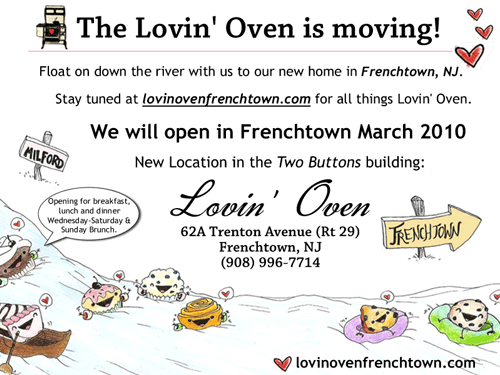 The Lovin' Oven is moving!
Float on down the river with us to our new home in Frenchtown, NJ.
Stay tuned at lovinovenfrenchtown.com for all things Lovin' Oven.
We will open in Frenchtown March 2010
MILFORD
New Location in the Two Buttons building:
Opening for breakfast,
lunch and dinner
Wednesday-Saturday &
Sunday Brunch.
Lovin' Oven
62A Trenton Avenue (Rt 29)
Frenchtown, NJ
(908) 996-7714
FRENCHTOWN
lovinovenfrenchtown.com